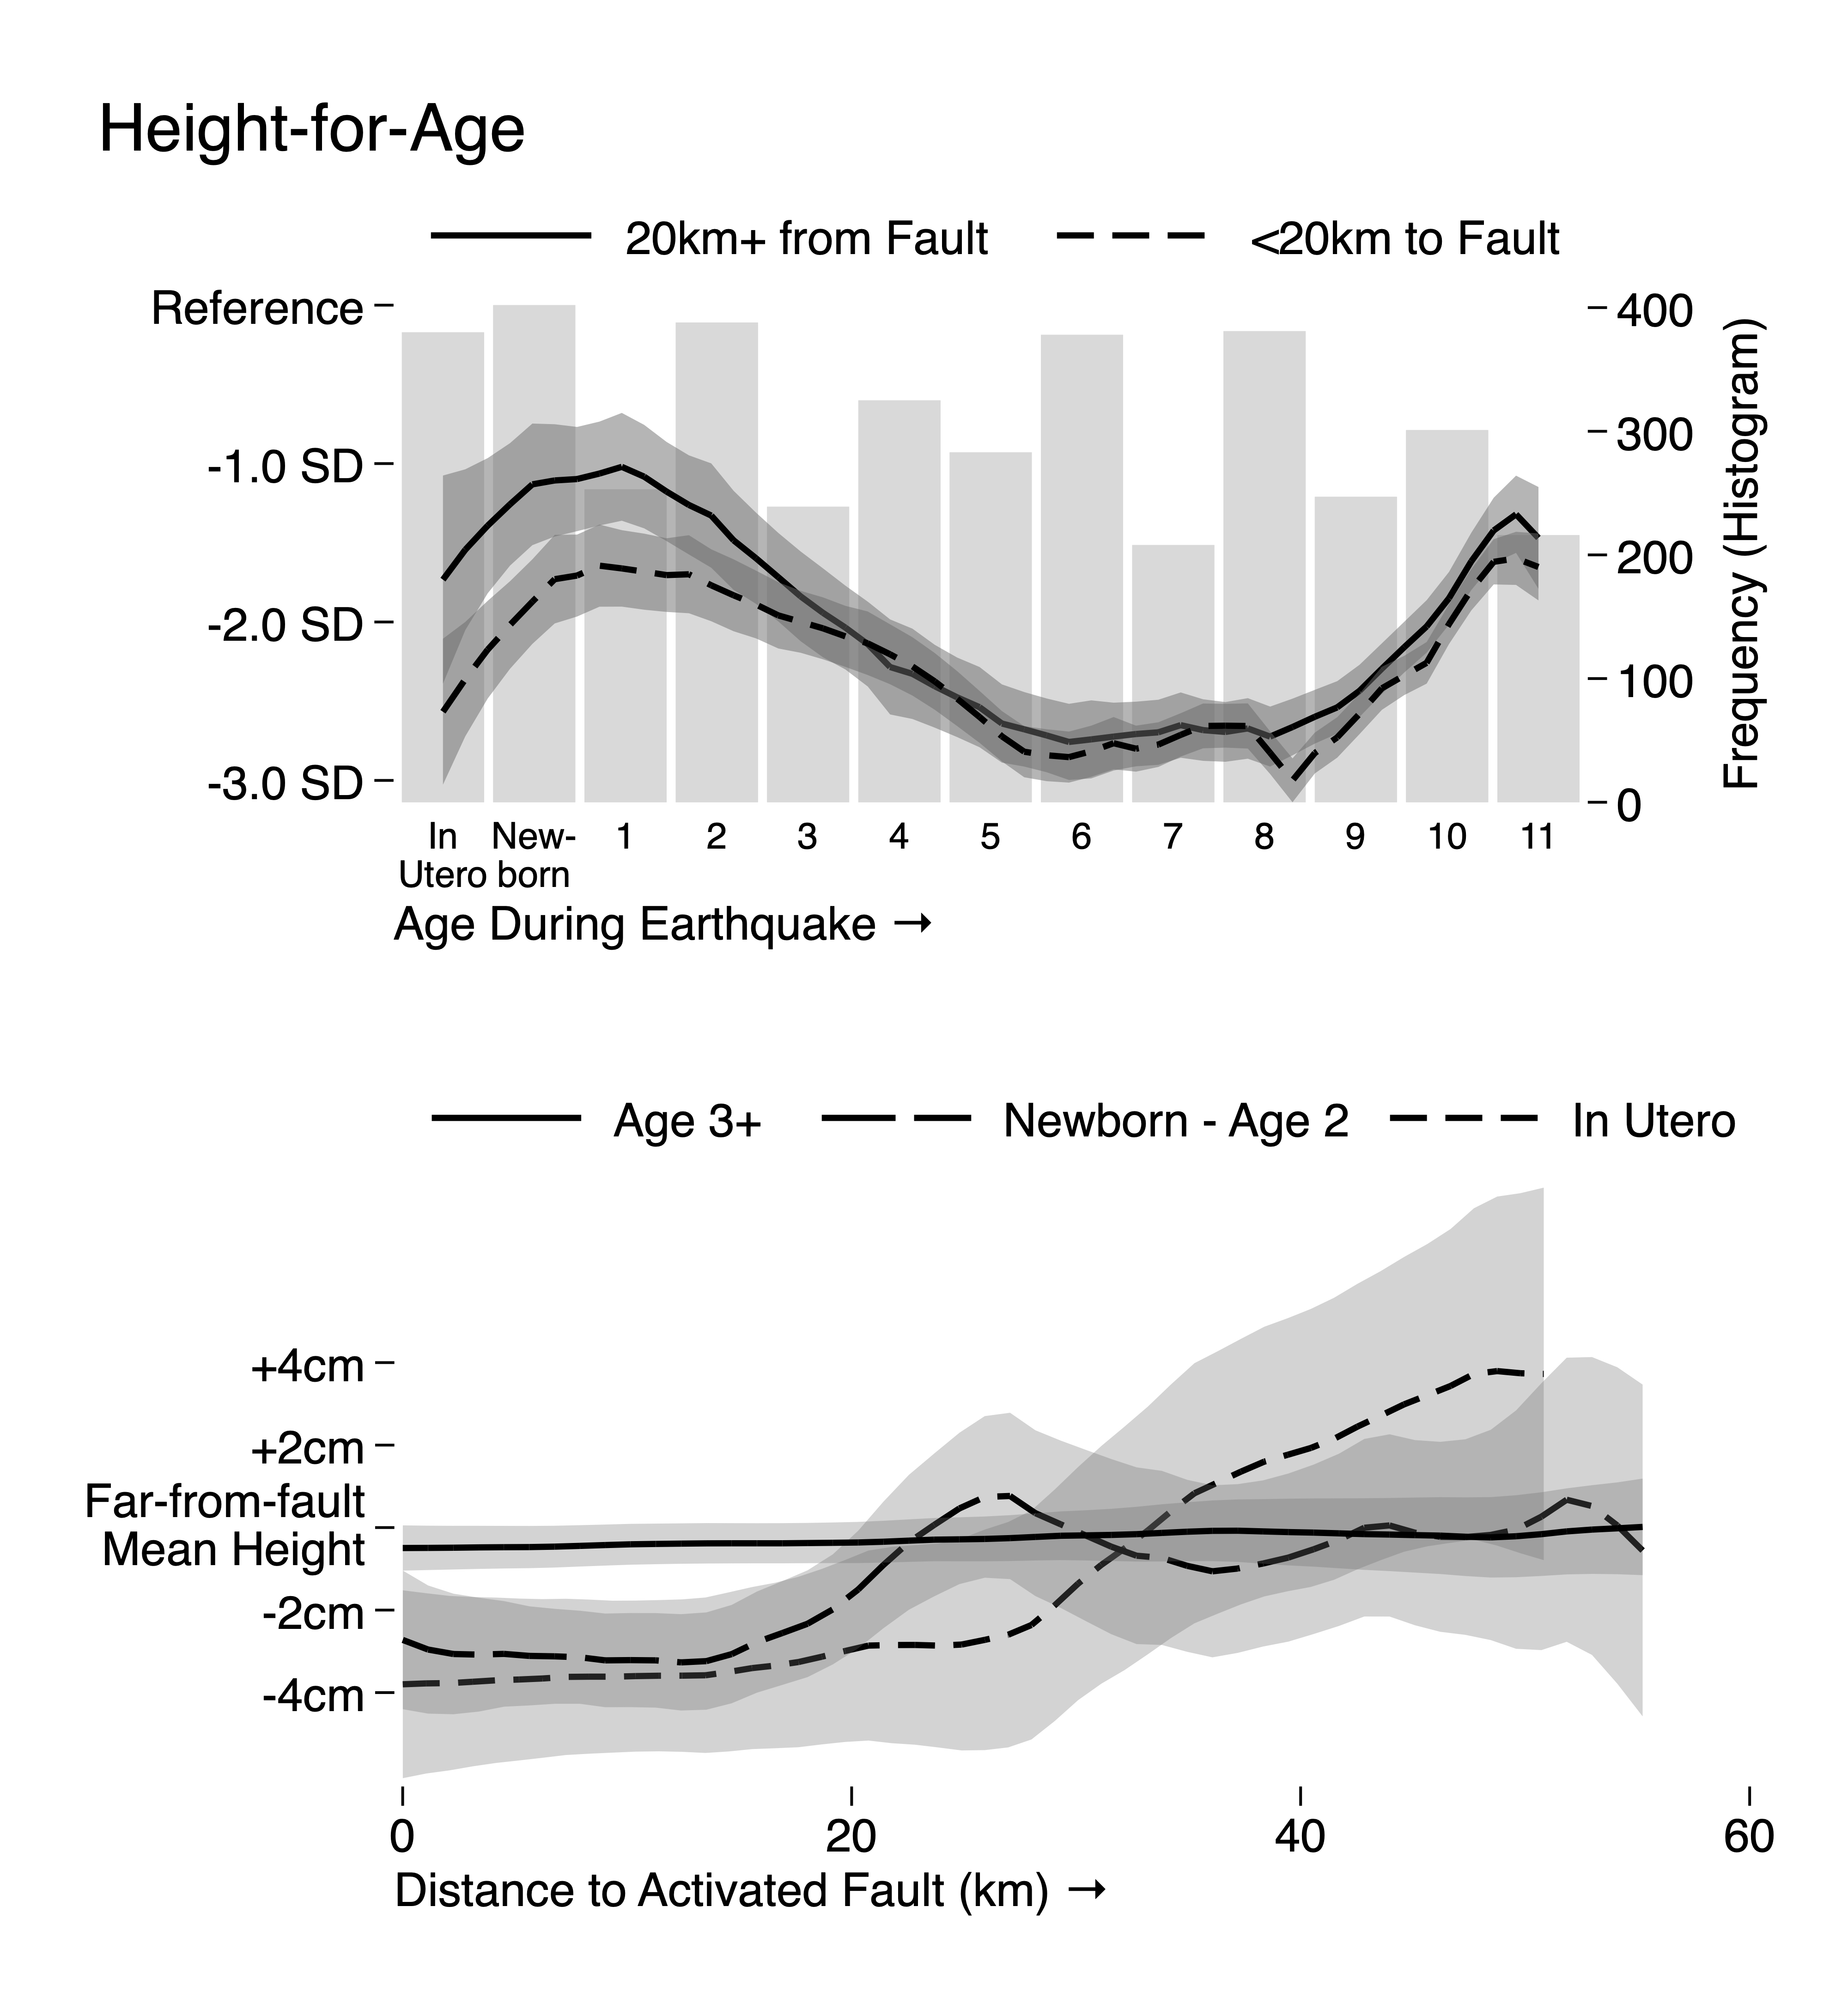 Height-for-Age
20km+ from Fault <20km to Fault
Reference
-1.0 SD
-2.0 SD
-3.0 SD
400
300
200
100
0
Frequency (Histogram)
In Utero New-born 1 2 3 4 5 6 7 8 9 10 11
Age During Earthquake →
Age 3+ Newborn - Age 2 In Utero
+4cm
+2cm
Far-from-fault
Mean Height
-2cm
-4cm
0 20 40 60
Distance to Activated Fault (km) →